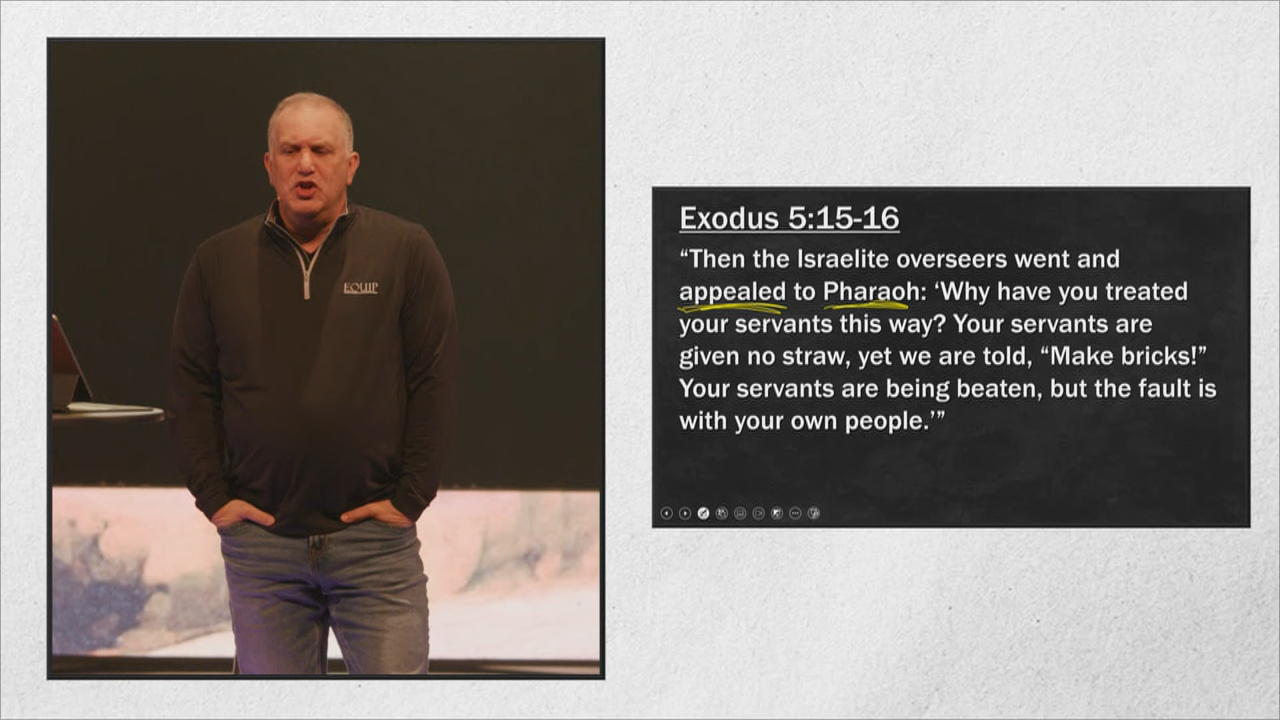 EQUIP
Exodus 5:15-16
“Then the Israelite overseers went and
appealed to Pharaoh: ‘Why have you treated
your servants this way? Your servants are
given no straw, yet we are told, “Make bricks!”
Your servants are being beaten, but the fault is
with your own people.’”